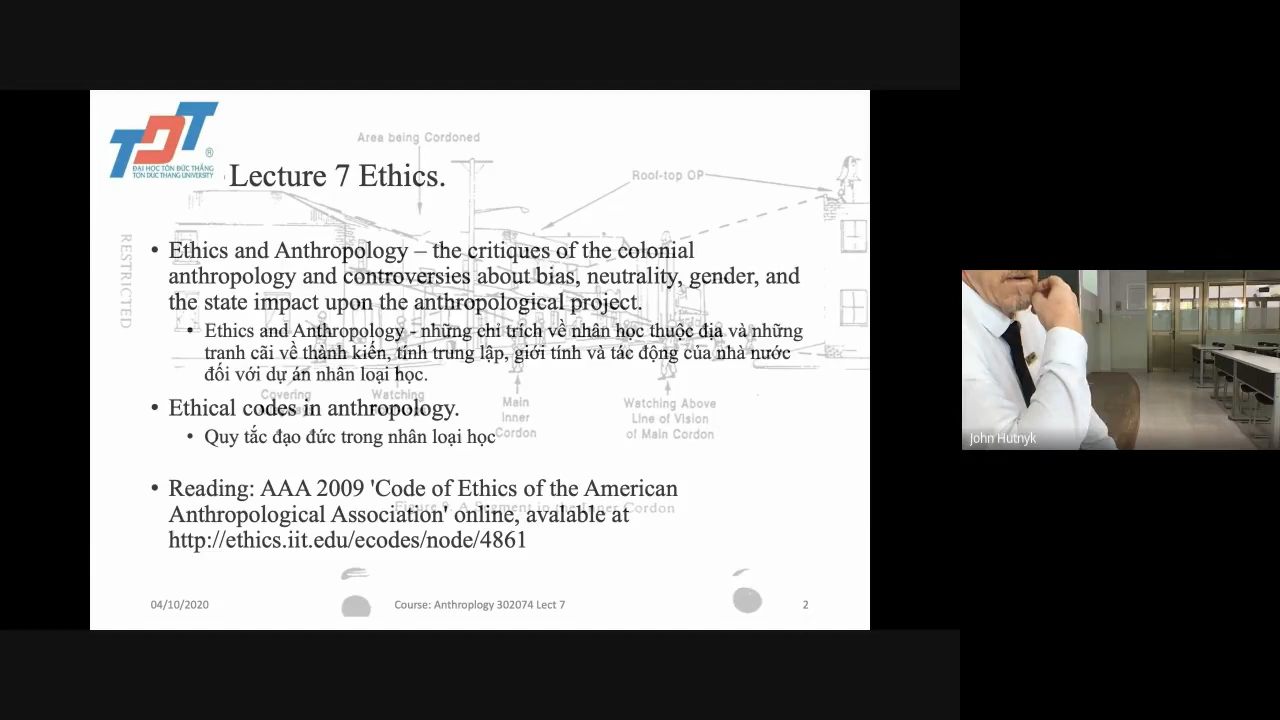 Area being Cordoned
Roof-top OP
ĐẠI HỌC TÔN ĐỨC THẮNG
TON DUC THANG UNIVERSITY
®
Lecture 7 Ethics.
RESTRICTED
• Ethics and Anthropology – the critiques of the colonial
anthropology and controversies about bias, neutrality, gender, and
the state impact upon the anthropological project.
• Ethics and Anthropology - những chỉ trích về nhân học thuộc địa và những
tranh cãi về thành kiến, tính trung lập, giới tính và tác động của nhà nước
đối với dự án nhân loại học.
Covering
Watching
Main
Inner
Cordon
Watching Above
Line of Vision
of Main Cordon
• Ethical codes in anthropology.
• Quy tắc đạo đức trong nhân loại học
• Reading: AAA 2009 'Code of Ethics of the American
Anthropological Association' online, avalable at
http://ethics.iit.edu/ecodes/node/4861
A Segment in the Inner Cordon
04/10/2020
Course: Anthroplogy 302074 Lect 7
2
John Hutnyk